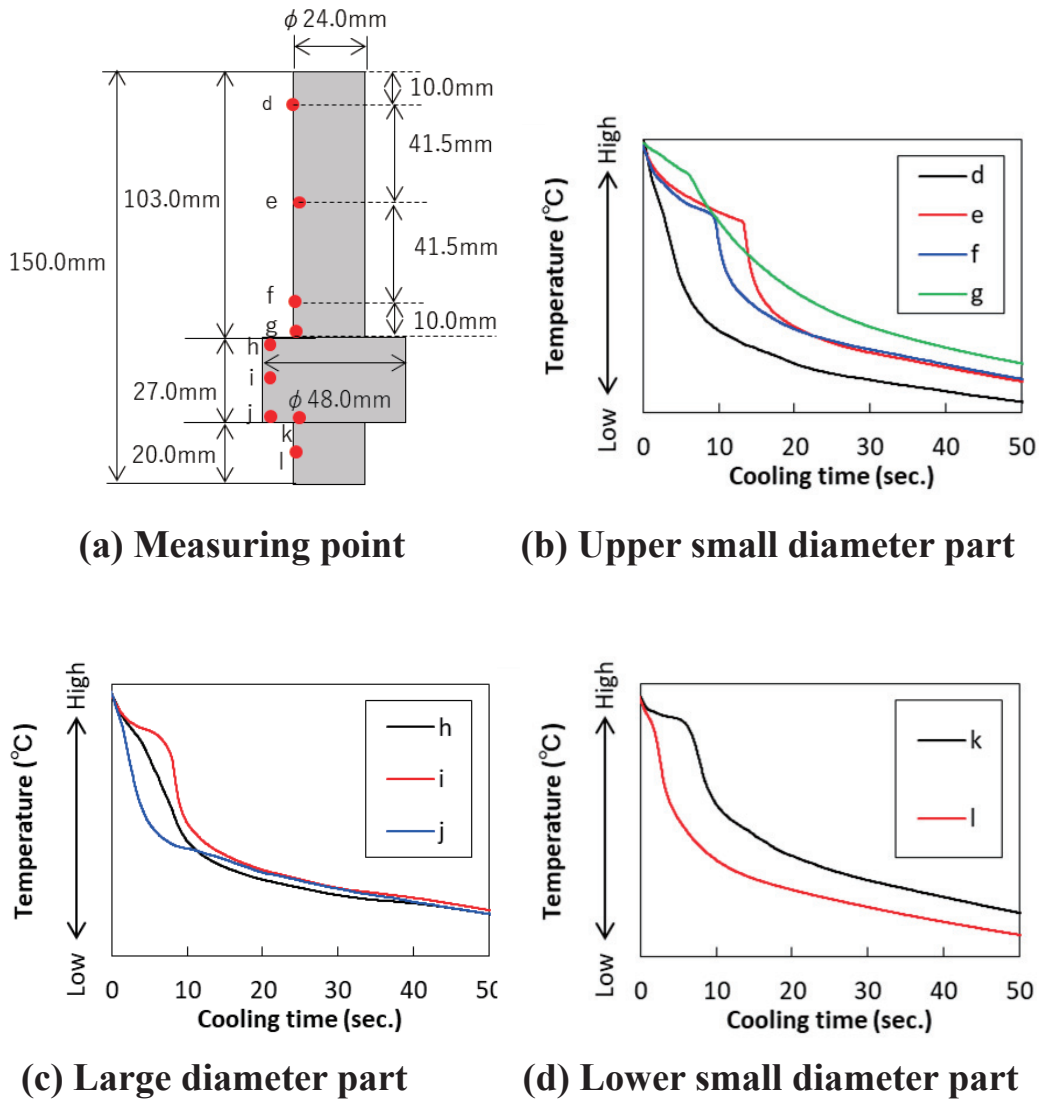 φ 24.0mm
10.0mm
d
41.5mm
103.0mm
e
41.5mm
150.0mm
f
10.0mm
g
h
27.0mm
i
j
φ 48.0mm
k
20.0mm
l
(a) Measuring point
High
Temperature (℃)
Low
d
e
f
g
0 10 20 30 40 50
Cooling time (sec.)
(b) Upper small diameter part
High
Temperature (℃)
Low
h
i
j
0 10 20 30 40 50
Cooling time (sec.)
(c) Large diameter part
High
Temperature (℃)
Low
k
l
0 10 20 30 40 50
Cooling time (sec.)
(d) Lower small diameter part